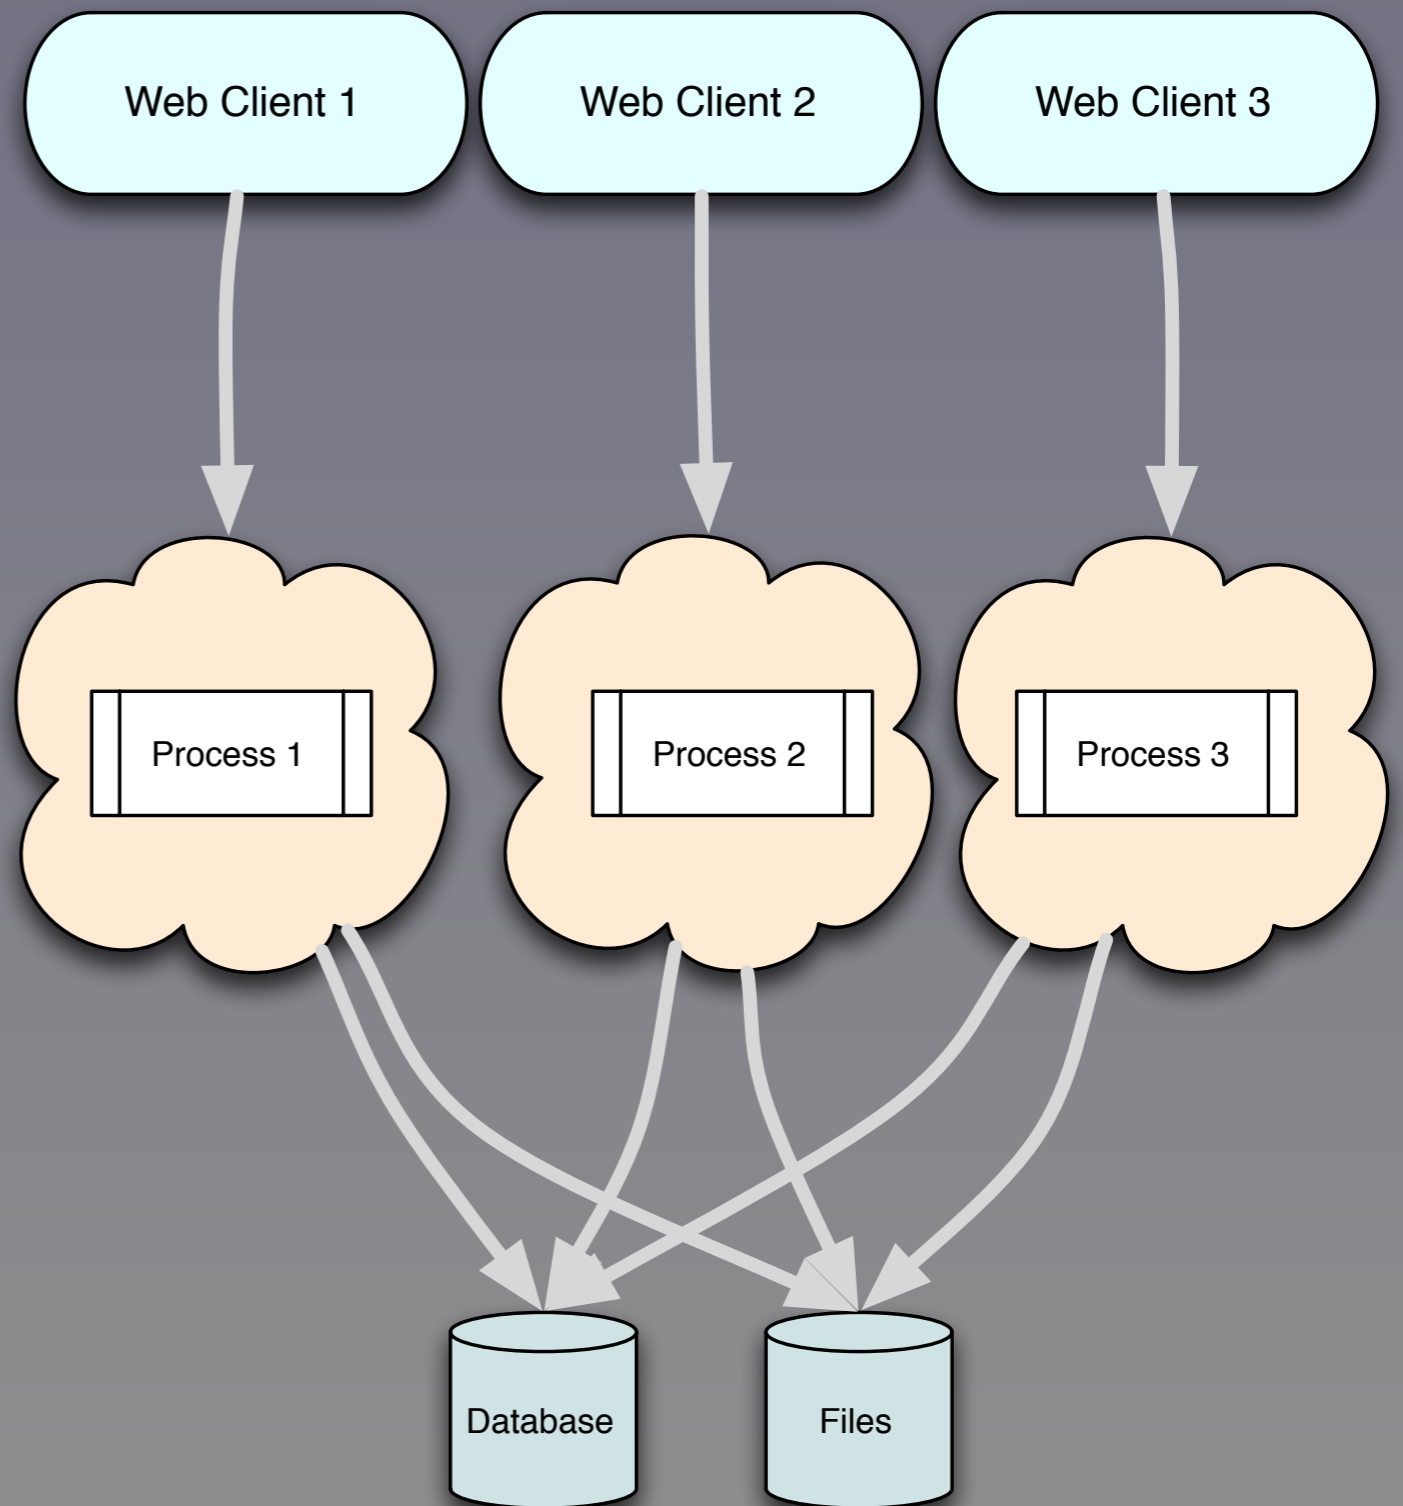 Web Client 1
Web Client 2
Web Client 3
Process 1
Process 2
Process 3
Database
Files